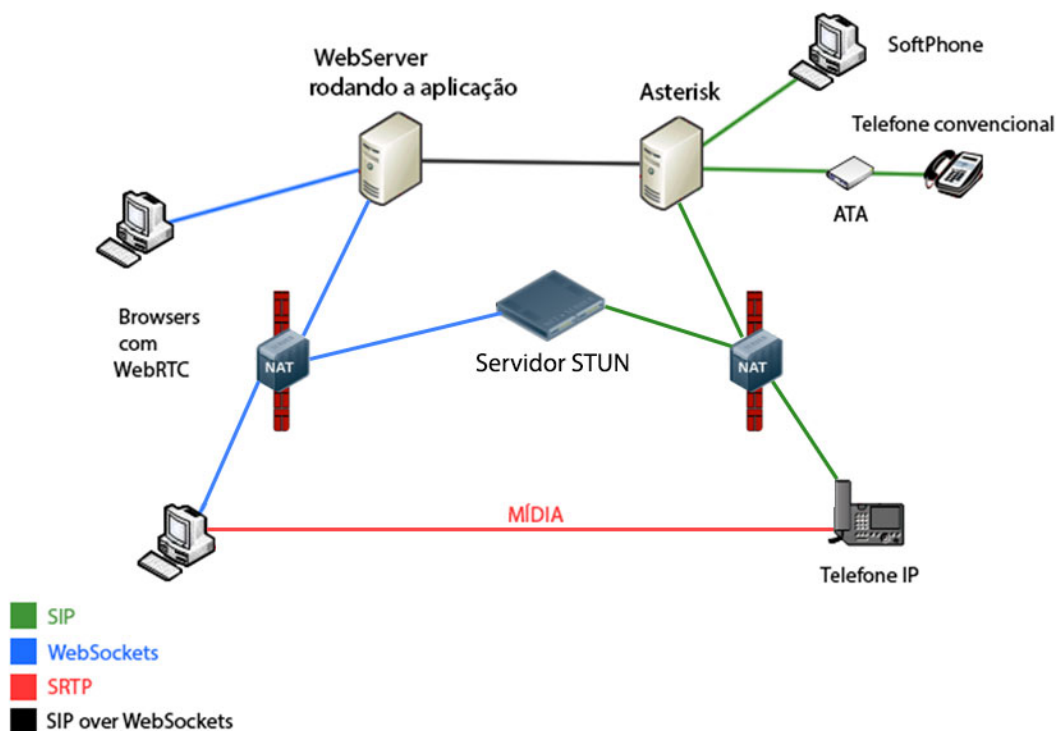 WebServer
rodando a aplicação
Asterisk
SoftPhone
Telefone convencional
ATA
Browsers
com
WebRTC
NAT
Servidor STUN
NAT
MÍDIA
Telefone IP
SIP
WebSockets
SRTP
SIP over WebSockets